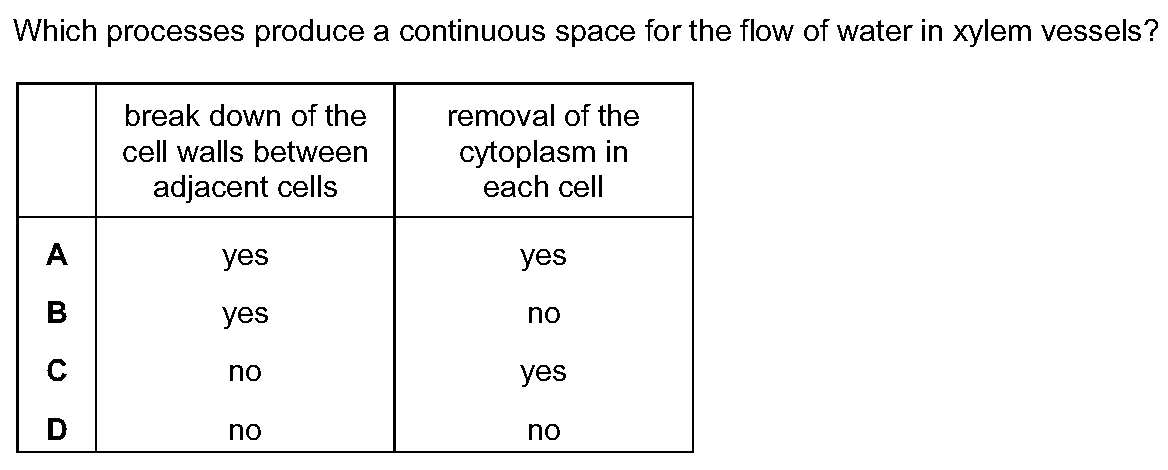 Which processes produce a continuous space for the flow of water in xylem vessels?
break down of the cell walls between adjacent cells removal of the cytoplasm in each cell
A yes yes
B yes no
C no yes
D no no